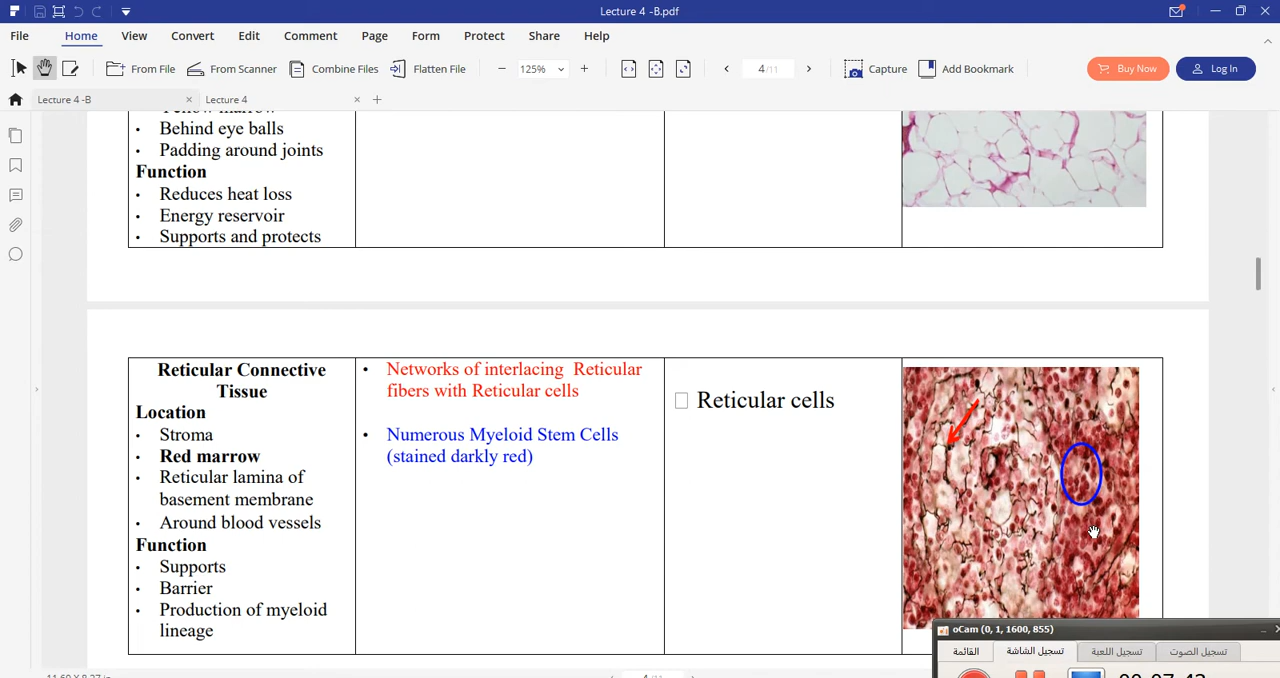 Lecture 4 -B.pdf
File
Home
View
Convert
Edit
Comment
Page
Form
Protect
Share
Help
From File
From Scanner
Combine Files
Flatten File
125%
4/11
Capture
Add Bookmark
Buy Now
Log In
Lecture 4 -B
Lecture 4
Yellow marrow
• Behind eye balls
• Padding around joints
Function
• Reduces heat loss
• Energy reservoir
• Supports and protects
Reticular Connective
Tissue
Location
• Stroma
• Red marrow
• Reticular lamina of
basement membrane
• Around blood vessels
Function
• Supports
• Barrier
• Production of myeloid
lineage
• Networks of interlacing Reticular
fibers with Reticular cells
• Numerous Myeloid Stem Cells
(stained darkly red)
Reticular cells
oCam (0, 1, 1600, 855)
القائمة
تسجيل الشاشة
تسجيل اللعبة
تسجيل الصوت